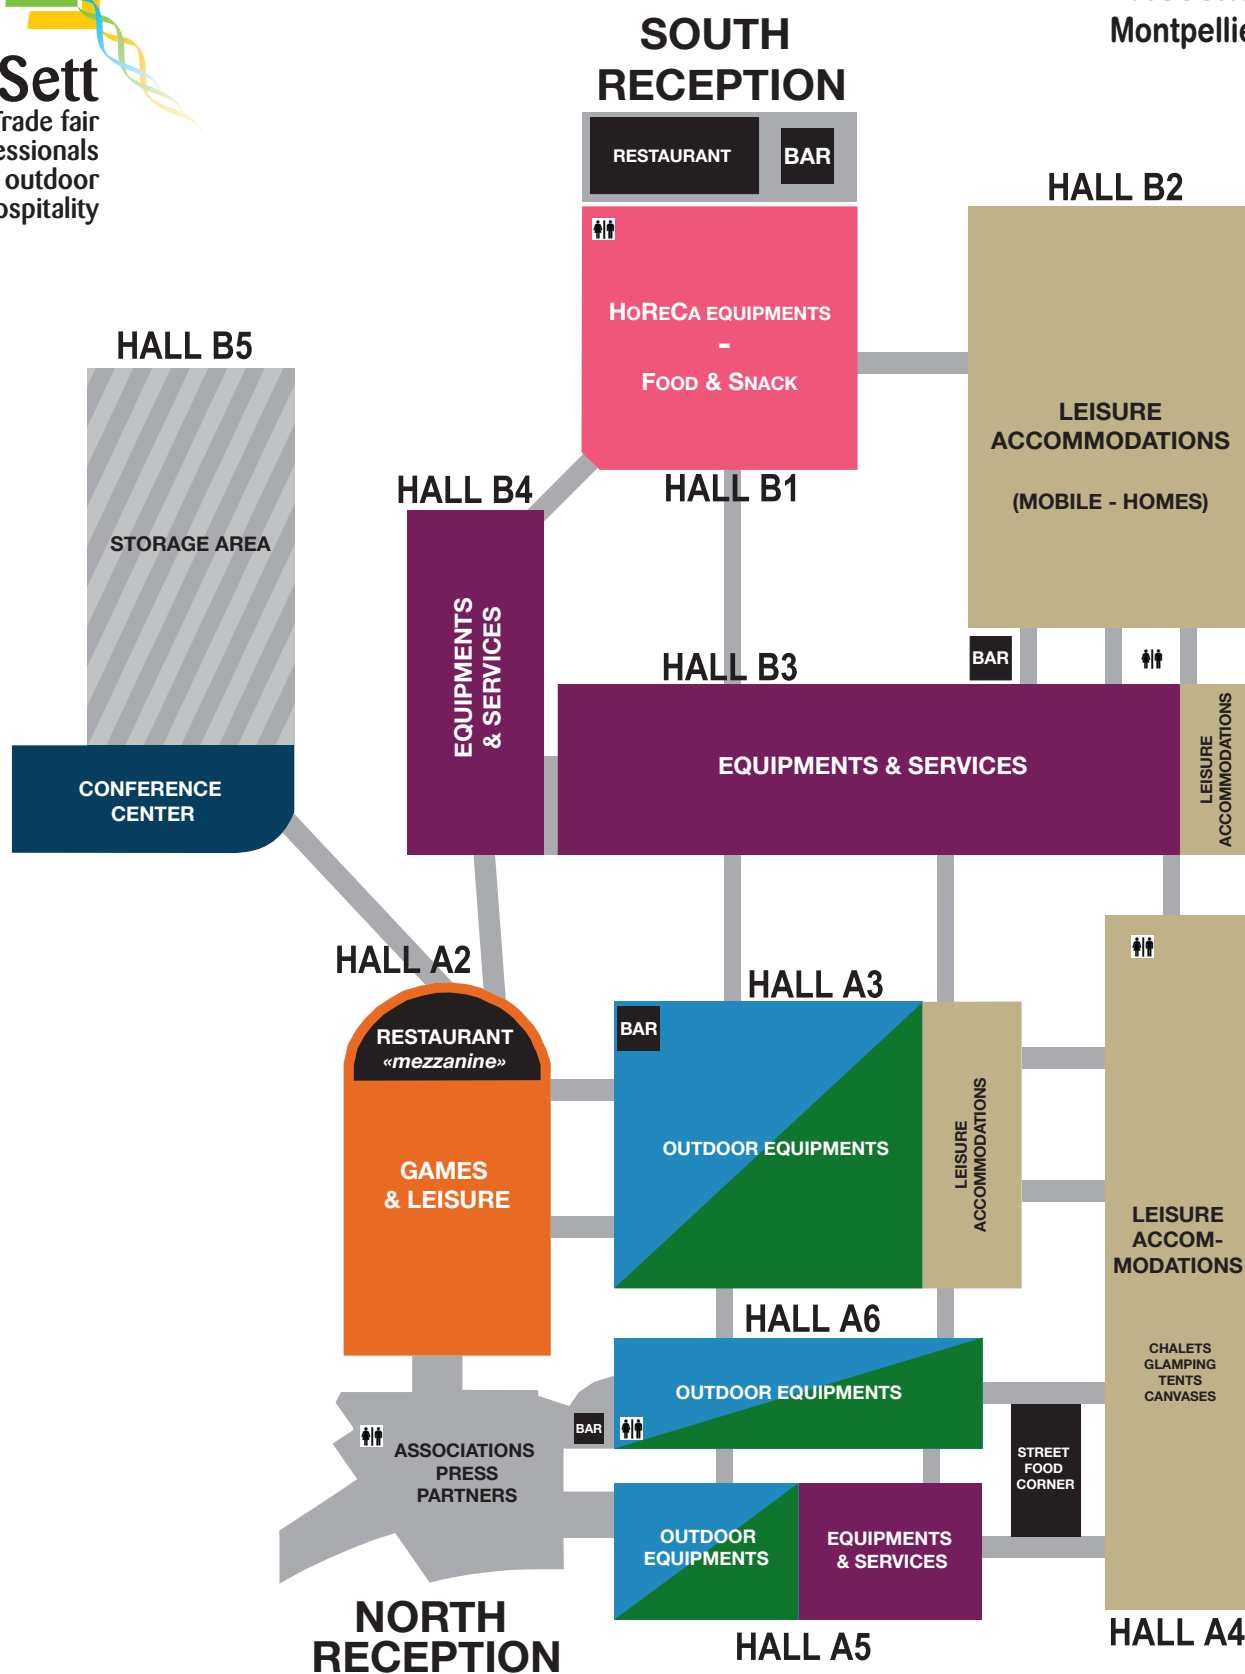 Sett
Trade fair
outdoor
Montpellie
SOUTH
RECEPTION
RESTAURANT
BAR
HALL B2
HOReCA EQUIPMENTS
-
FOOD & SNACK
LEISURE
ACCOMMODATIONS
(MOBILE - HOMES)
HALL B5
STORAGE AREA
HALL B4
HALL B1
EQUIPMENTS
& SERVICES
HALL B3
BAR
EQUIPMENTS & SERVICES
LEISURE
ACCOMMODATIONS
CONFERENCE
CENTER
HALL A2
RESTAURANT
«mezzanine»
GAMES
& LEISURE
HALL A3
BAR
OUTDOOR EQUIPMENTS
LEISURE
ACCOMMODATIONS
LEISURE
ACCOM-
MODATIONS
CHALETS
GLAMPING
TENTS
CANVASES
HALL A6
OUTDOOR EQUIPMENTS
BAR
ASSOCIATIONS
PRESS
PARTNERS
STREET
FOOD
CORNER
OUTDOOR
EQUIPMENTS
EQUIPMENTS
& SERVICES
NORTH
RECEPTION
HALL A5
HALL A4